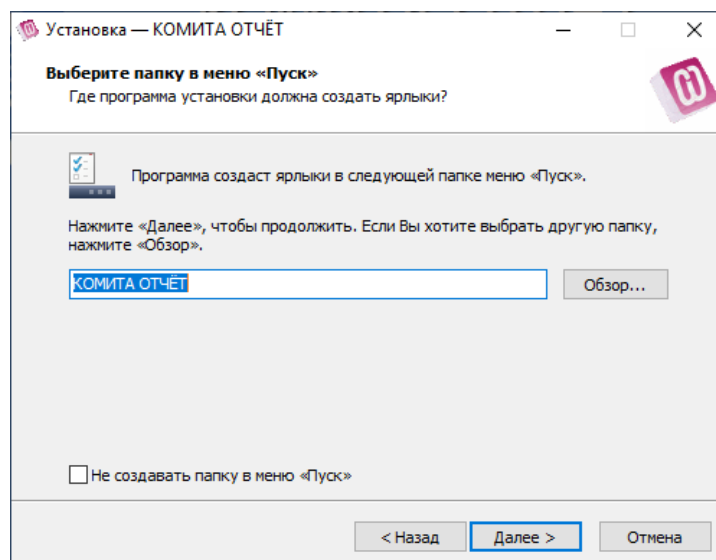 Установка — КОМИТА ОТЧЁТ
Выберите папку в меню «Пуск»
Где программа установки должна создать ярлыки?
Программа создаст ярлыки в следующей папке меню «Пуск».
Нажмите «Далее», чтобы продолжить. Если Вы хотите выбрать другую папку,
нажмите «Обзор».
КОМИТА ОТЧЁТ
Обзор...
Не создавать папку в меню «Пуск»
< Назад
Далее >
Отмена